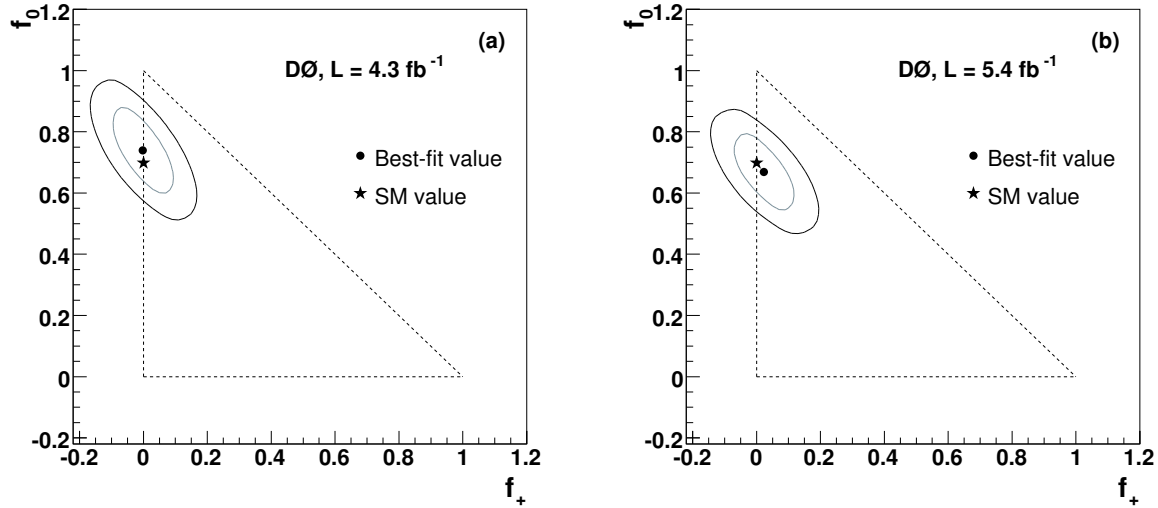 f₀
1.2
1
0.8
0.6
0.4
0.2
0
-0.2
(a)
DØ, L = 4.3 fb⁻¹
● Best-fit value
★ SM value
-0.2 0 0.2 0.4 0.6 0.8 1 1.2
f₊
f₀
1.2
1
0.8
0.6
0.4
0.2
0
-0.2
(b)
DØ, L = 5.4 fb⁻¹
● Best-fit value
★ SM value
-0.2 0 0.2 0.4 0.6 0.8 1 1.2
f₊